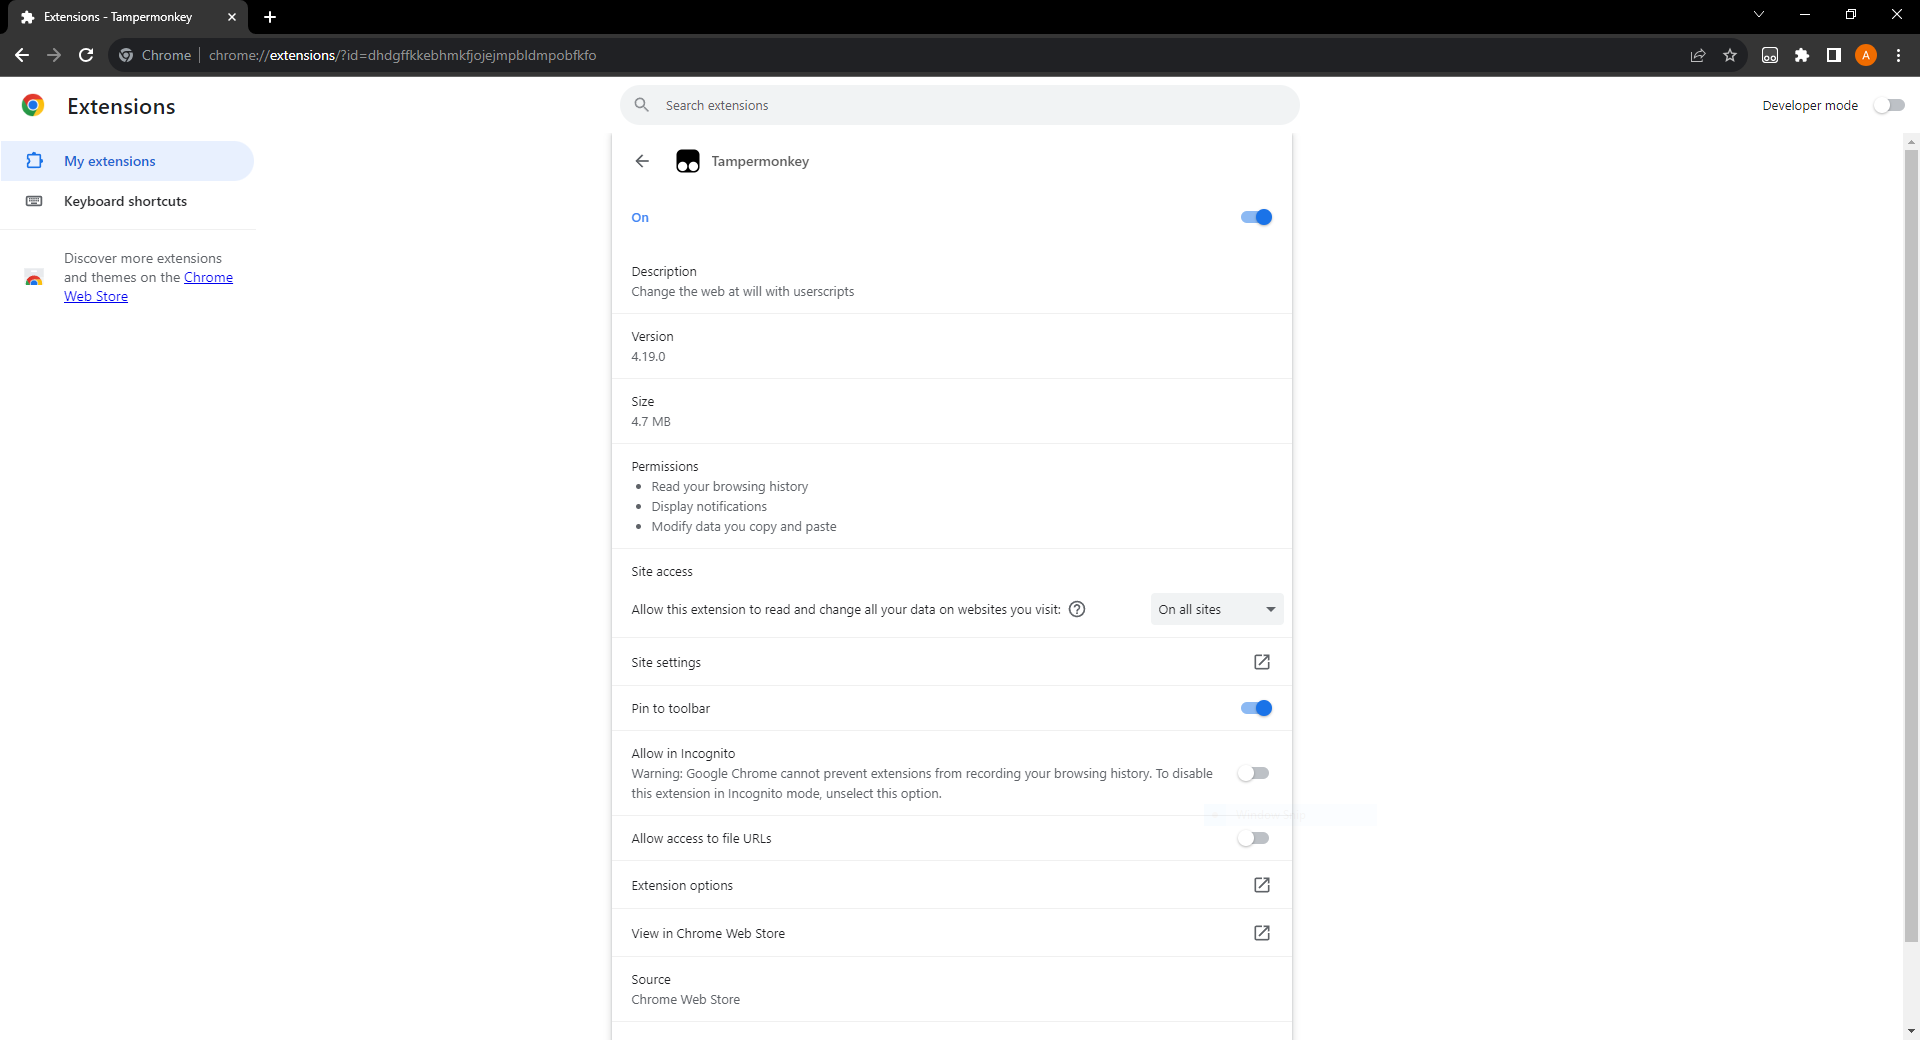 Extensions - Tampermonkey
Chrome chrome://extensions/?id=dhdgffkkebhmkfjojejmpbldmpobfkfo
A
Extensions
Search extensions
Developer mode
My extensions
Keyboard shortcuts
Discover more extensions
and themes on the Chrome
Web Store
Tampermonkey
On
Description
Change the web at will with userscripts
Version
4.19.0
Size
4.7 MB
Permissions
Read your browsing history
Display notifications
Modify data you copy and paste
Site access
Allow this extension to read and change all your data on websites you visit:
On all sites
Site settings
Pin to toolbar
Allow in Incognito
Warning: Google Chrome cannot prevent extensions from recording your browsing history. To disable
this extension in Incognito mode, unselect this option.
Allow access to file URLs
Extension options
View in Chrome Web Store
Source
Chrome Web Store